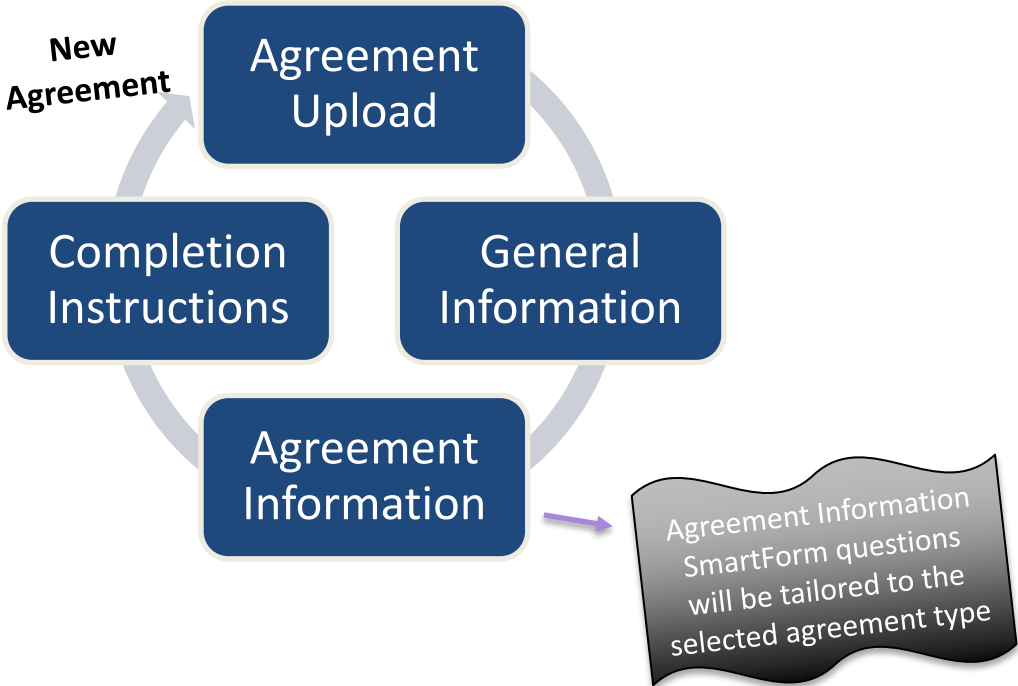 New
Agreement
Agreement
Upload
General
Information
Agreement
Information
Completion
Instructions
Agreement Information
SmartForm questions
will be tailored to the
selected agreement type